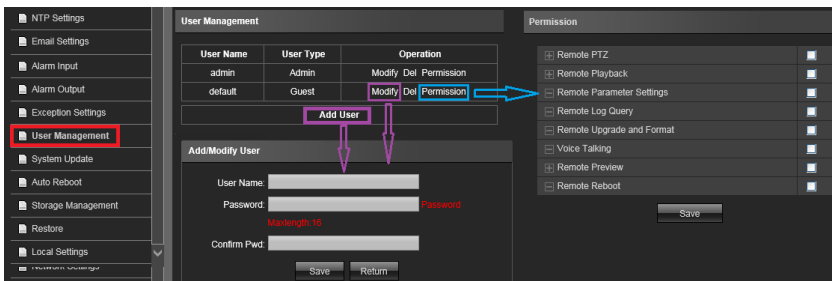 NTP Settings
Email Settings
Alarm Input
Alarm Output
Exception Settings
User Management
System Update
Auto Reboot
Storage Management
Restore
Local Settings
Network Settings
User Management
User Name User Type Operation
admin Admin Modify Del Permission
default Guest Modify Del Permission
Add User
Add/Modify User
User Name:
Password: Password
Maxlength:16
Confirm Pwd:
Save Return
Permission
Remote PTZ
Remote Playback
Remote Parameter Settings
Remote Log Query
Remote Upgrade and Format
Voice Talking
Remote Preview
Remote Reboot
Save